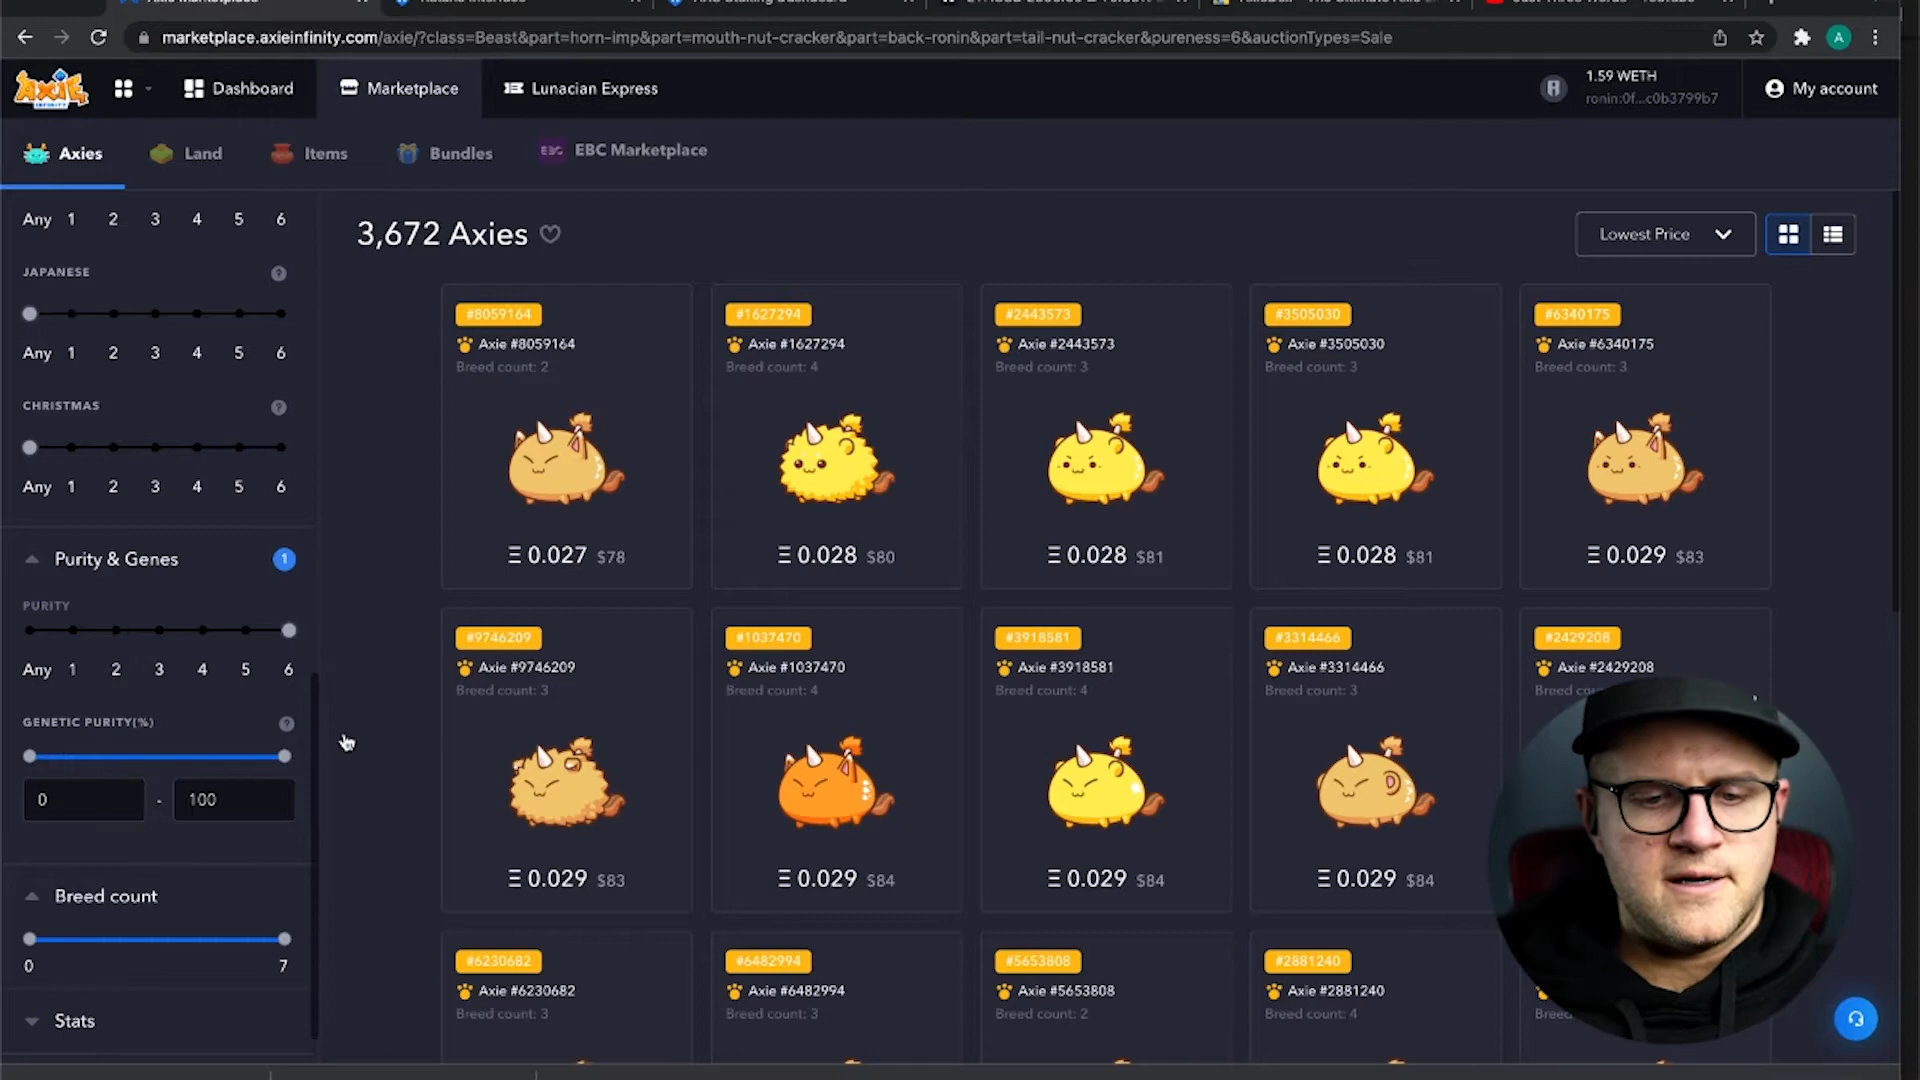 marketplace.axieinfinity.com/axie/?class=Beast&part=horn-imp&part=mouth-nut-cracker&part=back-ronin&part=tail-nut-cracker&pureness=6&auctionTypes=Sale
A
AXIE INFINITY
Dashboard
Marketplace
Lunacian Express
1.59 WETH
ronin:0f...c0b3799b7
My account
Axies
Land
Items
Bundles
EBC Marketplace
Any 1 2 3 4 5 6
JAPANESE
Any 1 2 3 4 5 6
CHRISTMAS
Any 1 2 3 4 5 6
Purity & Genes 1
PURITY
Any 1 2 3 4 5 6
GENETIC PURITY(%)
0 - 100
Breed count
0 7
Stats
3,672 Axies
Lowest Price
#8059164
Axie #8059164
Breed count: 2
Ξ 0.027 $78
#1627294
Axie #1627294
Breed count: 4
Ξ 0.028 $80
#2443573
Axie #2443573
Breed count: 3
Ξ 0.028 $81
#3505030
Axie #3505030
Breed count: 3
Ξ 0.028 $81
#6340175
Axie #6340175
Breed count: 3
Ξ 0.029 $83
#9746209
Axie #9746209
Breed count: 3
Ξ 0.029 $83
#1037470
Axie #1037470
Breed count: 4
Ξ 0.029 $84
#3918581
Axie #3918581
Breed count: 4
Ξ 0.029 $84
#3314466
Axie #3314466
Breed count: 3
Ξ 0.029 $84
#2429208
Axie #2429208
#6230682
Axie #6230682
Breed count: 3
#6482994
Axie #6482994
Breed count: 3
#5653808
Axie #5653808
Breed count: 2
#2881240
Axie #2881240
Breed count: 4